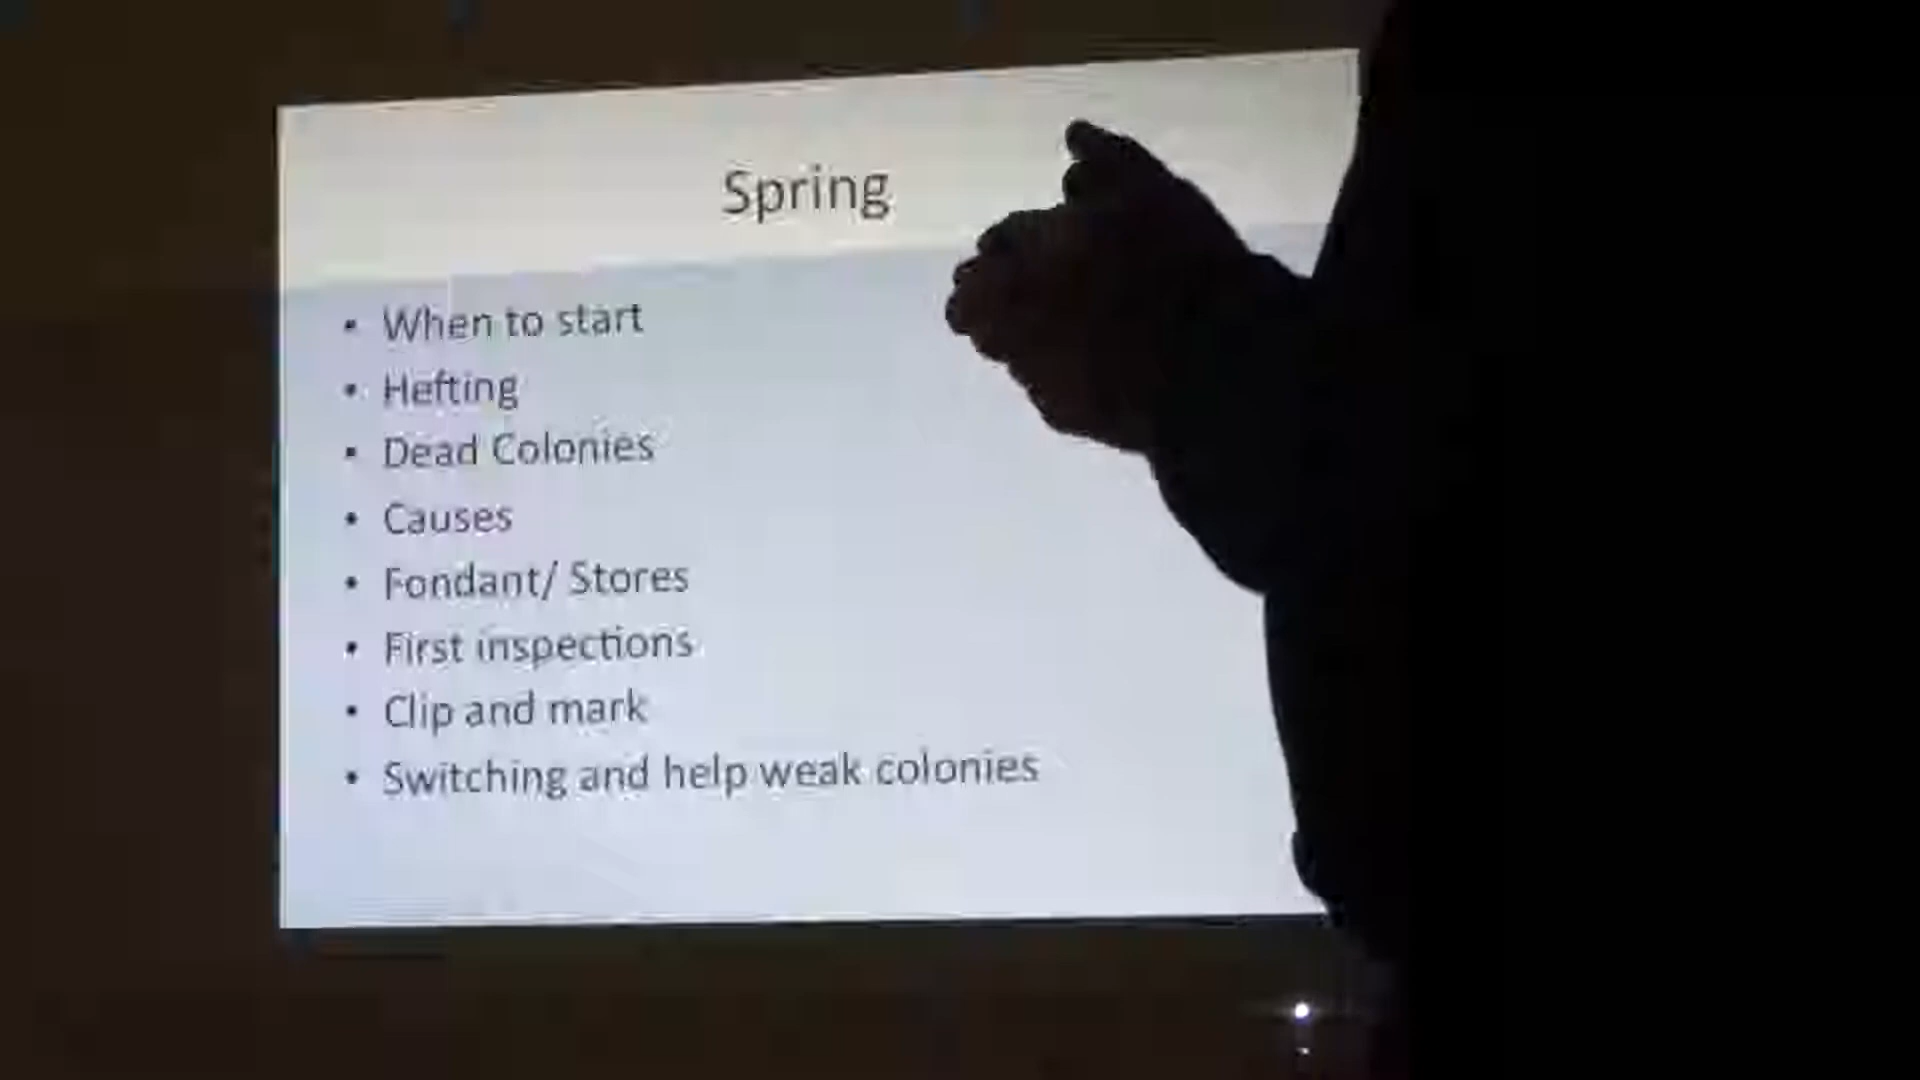 Spring
• When to start
• Hefting
• Dead Colonies
• Causes
• Fondant/ Stores
• First inspections
• Clip and mark
• Switching and help weak colonies